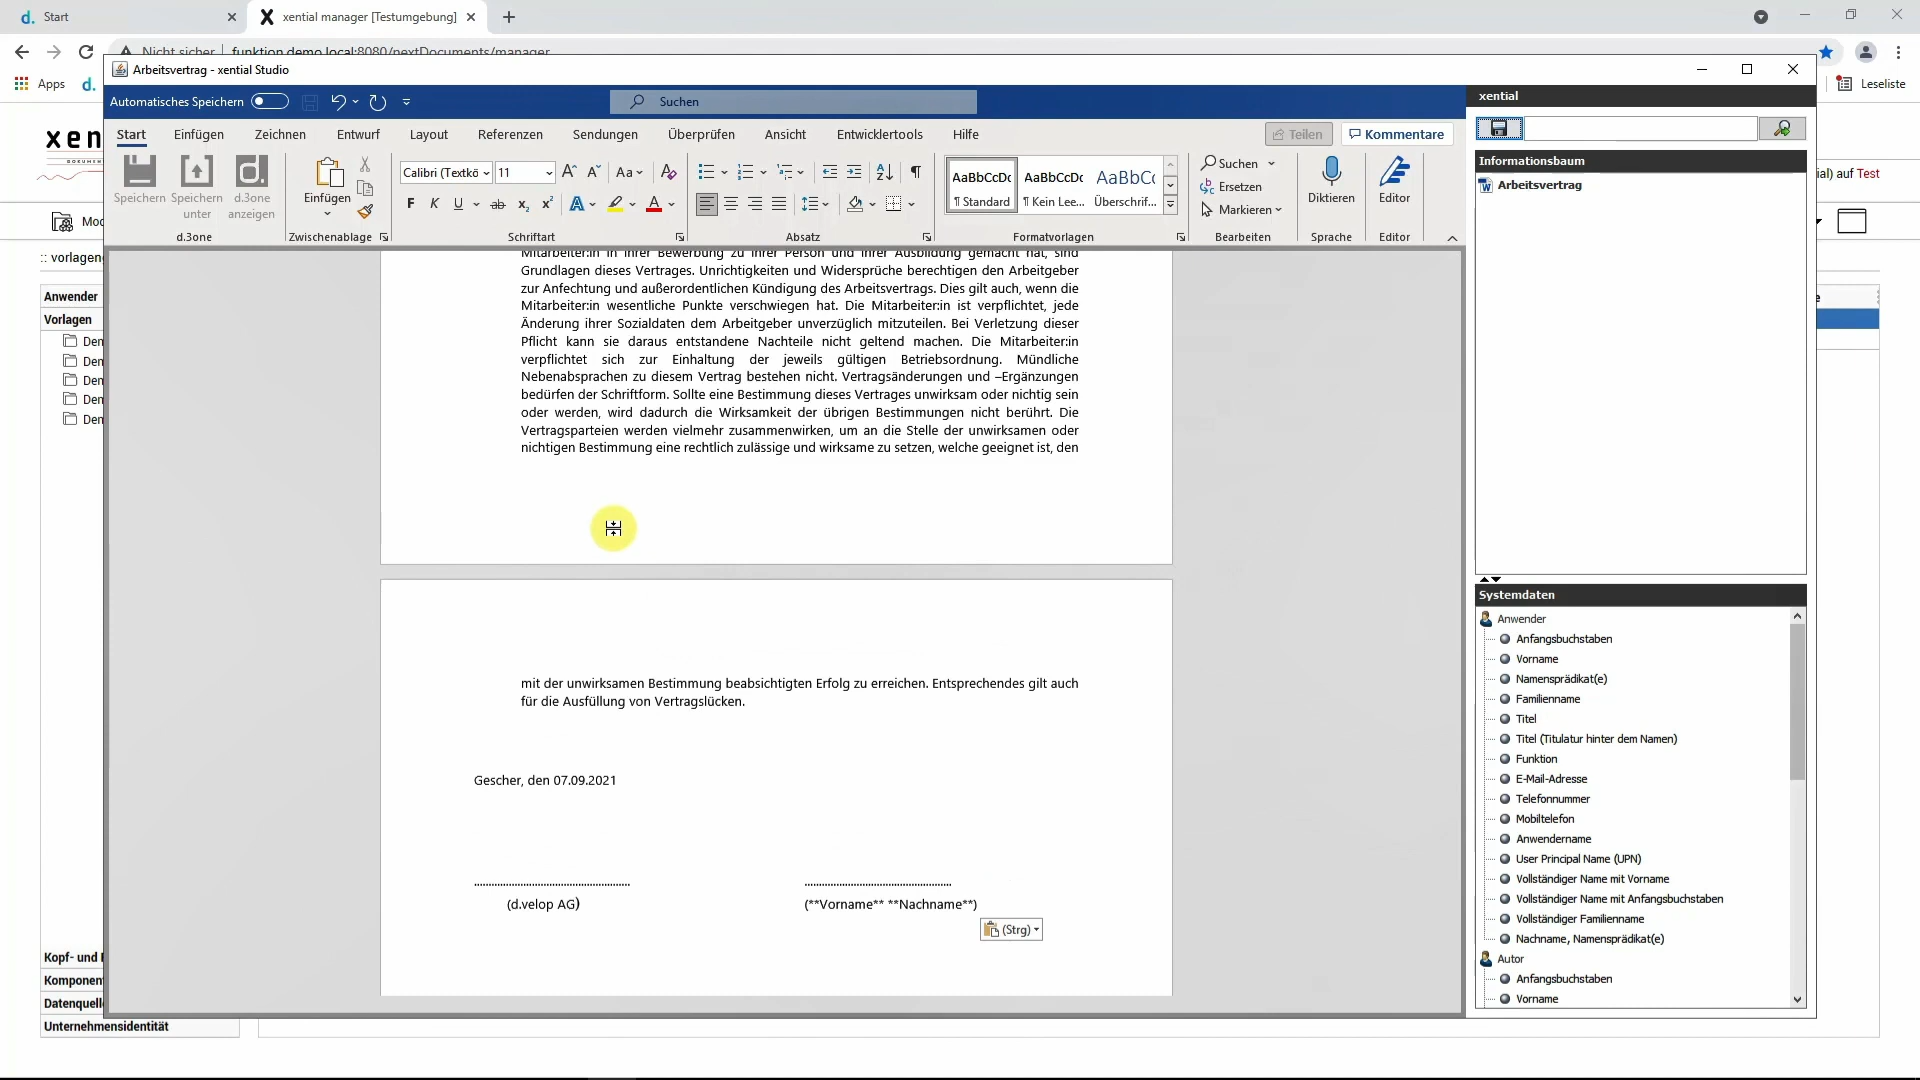 Start
xential manager [Testumgebung]
Nicht sicher
funktion.demo.local:8080/nextDocuments/manager
Apps
d.
Leseliste
Arbeitsvertrag - xential Studio
Automatisches Speichern
Suchen
Start Einfügen Zeichnen Entwurf Layout Referenzen Sendungen Überprüfen Ansicht Entwicklertools Hilfe
Teilen
Kommentare
Speichern
Speichern unter
d.3one anzeigen
d.3one
Einfügen
Zwischenablage
Calibri (Textkö
11
Aa
F K U ab x₂ x²
Schriftart
Absatz
AaBbCcDc
¶ Standard
AaBbCcDc
¶ Kein Lee...
AaBbCc
Überschrif...
Formatvorlagen
Suchen
Ersetzen
Markieren
Bearbeiten
Diktieren
Sprache
Editor
Editor
xen
:: vorlagen
Anwender
Vorlagen
Den
Den
Den
Den
Den
Kopf- und
Komponen
Datenquell
Unternehmensidentität
ial) auf Test
Mitarbeiter:in in ihrer Bewerbung zu ihrer Person und ihrer Ausbildung gemacht hat, sind
Grundlagen dieses Vertrages. Unrichtigkeiten und Widersprüche berechtigen den Arbeitgeber
zur Anfechtung und außerordentlichen Kündigung des Arbeitsvertrags. Dies gilt auch, wenn die
Mitarbeiter:in wesentliche Punkte verschwiegen hat. Die Mitarbeiter:in ist verpflichtet, jede
Änderung ihrer Sozialdaten dem Arbeitgeber unverzüglich mitzuteilen. Bei Verletzung dieser
Pflicht kann sie daraus entstandene Nachteile nicht geltend machen. Die Mitarbeiter:in
verpflichtet sich zur Einhaltung der jeweils gültigen Betriebsordnung. Mündliche
Nebenabsprachen zu diesem Vertrag bestehen nicht. Vertragsänderungen und –Ergänzungen
bedürfen der Schriftform. Sollte eine Bestimmung dieses Vertrages unwirksam oder nichtig sein
oder werden, wird dadurch die Wirksamkeit der übrigen Bestimmungen nicht berührt. Die
Vertragsparteien werden vielmehr zusammenwirken, um an die Stelle der unwirksamen oder
nichtigen Bestimmung eine rechtlich zulässige und wirksame zu setzen, welche geeignet ist, den
mit der unwirksamen Bestimmung beabsichtigten Erfolg zu erreichen. Entsprechendes gilt auch
für die Ausfüllung von Vertragslücken.
Gescher, den 07.09.2021
(d.velop AG)
(**Vorname** **Nachname**)
(Strg)
xential
Informationsbaum
Arbeitsvertrag
Systemdaten
Anwender
Anfangsbuchstaben
Vorname
Namensprädikat(e)
Familienname
Titel
Titel (Titulatur hinter dem Namen)
Funktion
E-Mail-Adresse
Telefonnummer
Mobiltelefon
Anwendername
User Principal Name (UPN)
Vollständiger Name mit Vorname
Vollständiger Name mit Anfangsbuchstaben
Vollständiger Familienname
Nachname, Namensprädikat(e)
Autor
Anfangsbuchstaben
Vorname